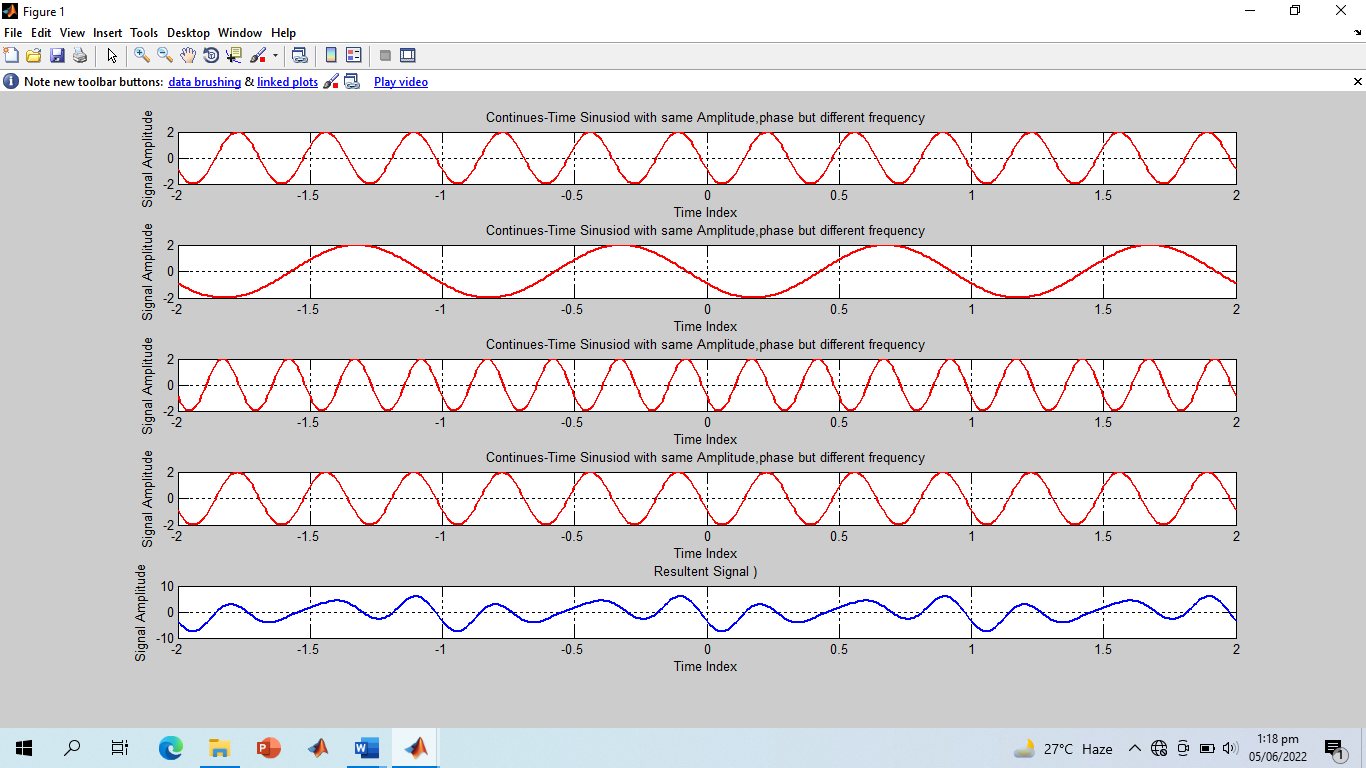 Figure 1
File Edit View Insert Tools Desktop Window Help
Note new toolbar buttons: data brushing & linked plots Play video
Continues-Time Sinusiod with same Amplitude,phase but different frequency
Signal Amplitude
2
0
-2
-2 -1.5 -1 -0.5 0 0.5 1 1.5 2
Time Index
Continues-Time Sinusiod with same Amplitude,phase but different frequency
Signal Amplitude
2
0
-2
-2 -1.5 -1 -0.5 0 0.5 1 1.5 2
Time Index
Continues-Time Sinusiod with same Amplitude,phase but different frequency
Signal Amplitude
2
0
-2
-2 -1.5 -1 -0.5 0 0.5 1 1.5 2
Time Index
Continues-Time Sinusiod with same Amplitude,phase but different frequency
Signal Amplitude
2
0
-2
-2 -1.5 -1 -0.5 0 0.5 1 1.5 2
Time Index
Resultent Signal )
Signal Amplitude
10
0
-10
-2 -1.5 -1 -0.5 0 0.5 1 1.5 2
Time Index
27°C Haze
1:18 pm
05/06/2022
1